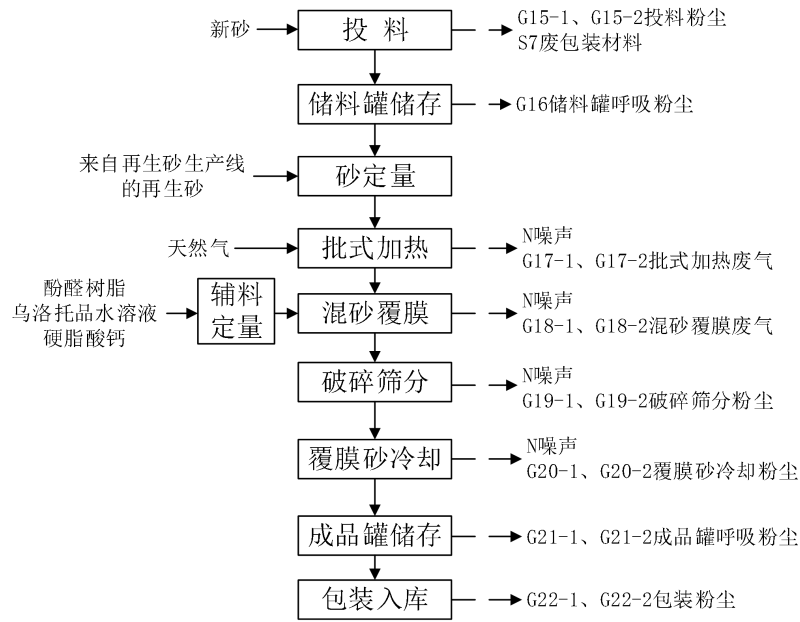 新砂
投 料
G15-1、G15-2投料粉尘
S7废包装材料
储料罐储存
G16储料罐呼吸粉尘
来自再生砂生产线
的再生砂
砂定量
天然气
批式加热
N噪声
G17-1、G17-2批式加热废气
酚醛树脂
乌洛托品水溶液
硬脂酸钙
辅料
定量
混砂覆膜
N噪声
G18-1、G18-2混砂覆膜废气
破碎筛分
N噪声
G19-1、G19-2破碎筛分粉尘
覆膜砂冷却
N噪声
G20-1、G20-2覆膜砂冷却粉尘
成品罐储存
G21-1、G21-2成品罐呼吸粉尘
包装入库
G22-1、G22-2包装粉尘